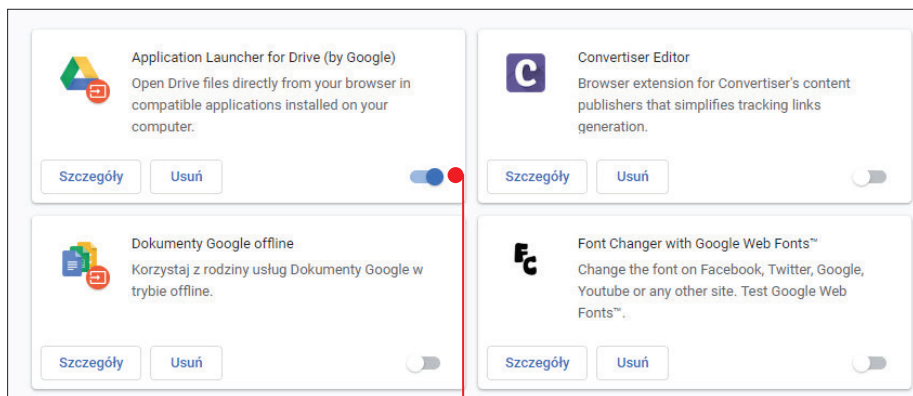 Application Launcher for Drive (by Google)
Open Drive files directly from your browser in
compatible applications installed on your
computer.
Szczegóły Usuń
C
Convertiser Editor
Browser extension for Convertiser's content
publishers that simplifies tracking links
generation.
Szczegóły Usuń
Dokumenty Google offline
Korzystaj z rodziny usług Dokumenty Google w
trybie offline.
Szczegóły Usuń
FC
Font Changer with Google Web Fonts™
Change the font on Facebook, Twitter, Google,
Youtube or any other site. Test Google Web
Fonts™.
Szczegóły Usuń